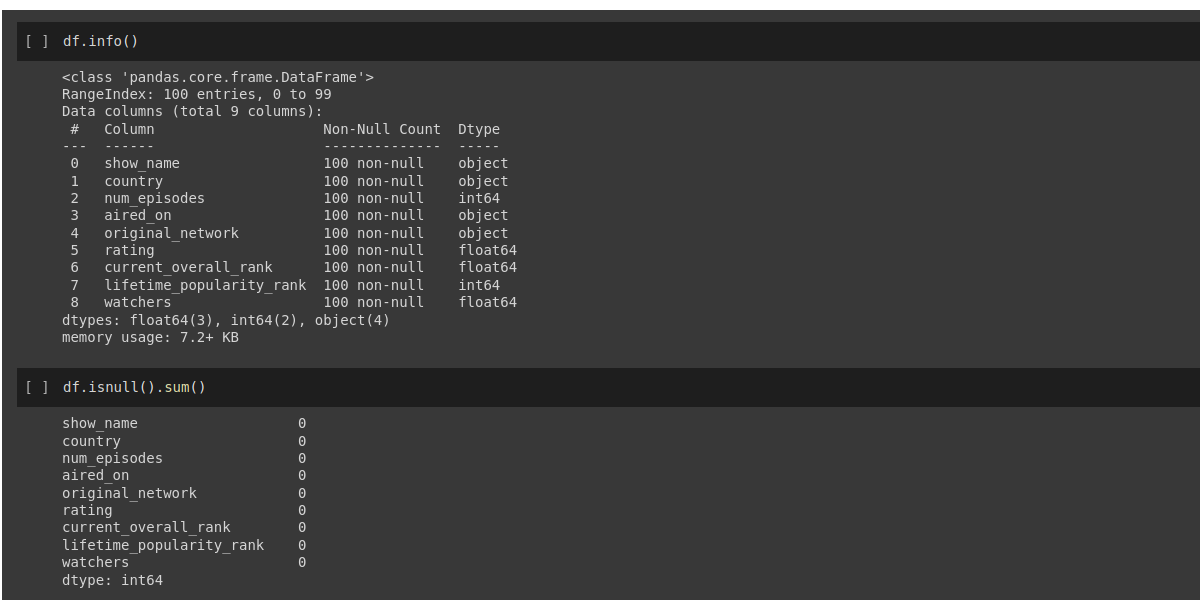 [ ] df.info()
<class 'pandas.core.frame.DataFrame'>
RangeIndex: 100 entries, 0 to 99
Data columns (total 9 columns):
 #   Column                    Non-Null Count  Dtype
---  ------                    --------------  -----
 0   show_name                 100 non-null    object
 1   country                   100 non-null    object
 2   num_episodes              100 non-null    int64
 3   aired_on                  100 non-null    object
 4   original_network          100 non-null    object
 5   rating                    100 non-null    float64
 6   current_overall_rank      100 non-null    float64
 7   lifetime_popularity_rank  100 non-null    int64
 8   watchers                  100 non-null    float64
dtypes: float64(3), int64(2), object(4)
memory usage: 7.2+ KB
[ ] df.isnull().sum()
show_name                   0
country                     0
num_episodes                0
aired_on                    0
original_network            0
rating                      0
current_overall_rank        0
lifetime_popularity_rank    0
watchers                    0
dtype: int64